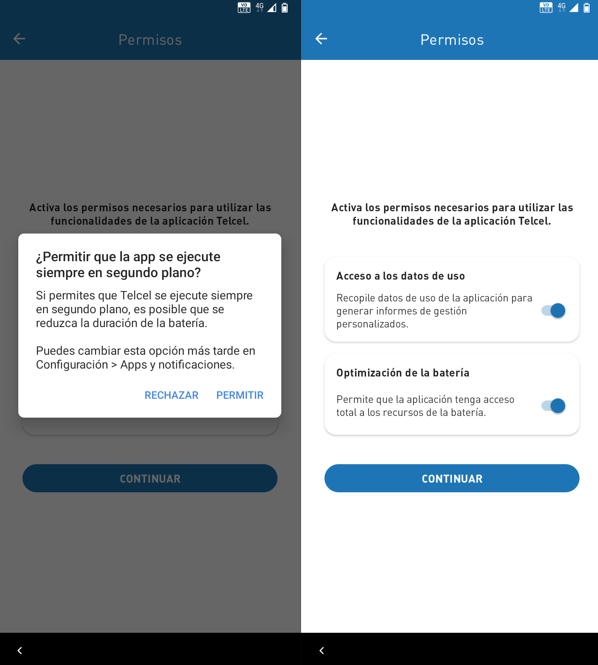 VO
LTE
4G
Permisos
Activa los permisos necesarios para utilizar las
funcionalidades de la aplicación Telcel.
¿Permitir que la app se ejecute
siempre en segundo plano?
Si permites que Telcel se ejecute siempre
en segundo plano, es posible que se
reduzca la duración de la batería.
Puedes cambiar esta opción más tarde en
Configuración > Apps y notificaciones.
RECHAZAR PERMITIR
CONTINUAR
VO
LTE
4G
Permisos
Activa los permisos necesarios para utilizar las
funcionalidades de la aplicación Telcel.
Acceso a los datos de uso
Recopile datos de uso de la aplicación para
generar informes de gestión
personalizados.
Optimización de la batería
Permite que la aplicación tenga acceso
total a los recursos de la batería.
CONTINUAR